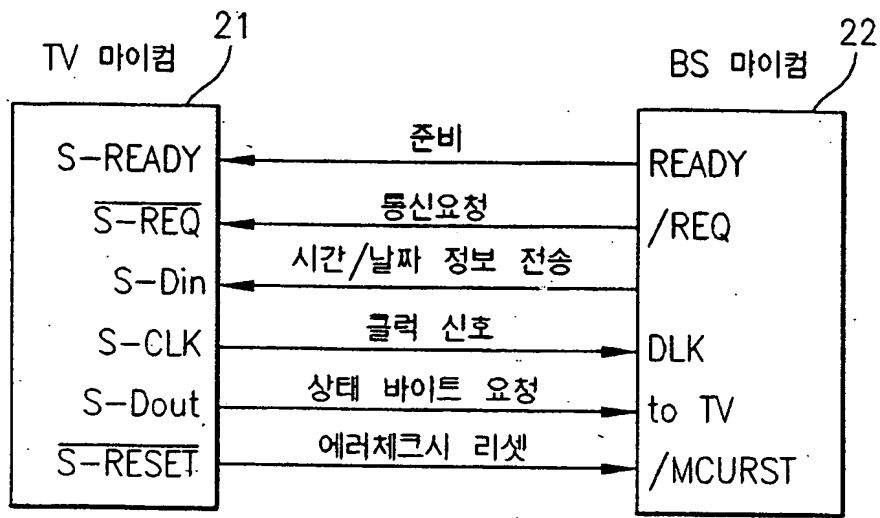 21
TV 마이컴
22
BS 마이컴
준비
S-READY
READY
통신요청
S-REQ
/REQ
시간/날짜 정보 전송
S-Din
클럭 신호
S-CLK
DLK
상태 바이트 요청
S-Dout
to TV
에러체크시 리셋
S-RESET
/MCURST